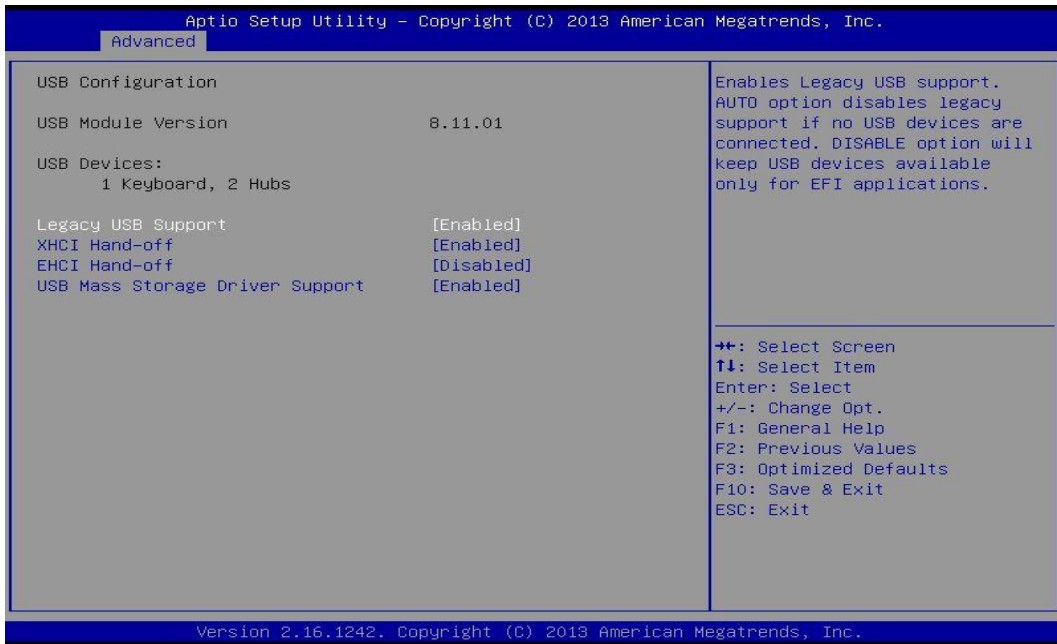 Aptio Setup Utility – Copyright (C) 2013 American Megatrends, Inc.
Advanced
USB Configuration
USB Module Version 8.11.01
USB Devices:
1 Keyboard, 2 Hubs
Legacy USB Support [Enabled]
XHCI Hand-off [Enabled]
EHCI Hand-off [Disabled]
USB Mass Storage Driver Support [Enabled]
Enables Legacy USB support.
AUTO option disables legacy
support if no USB devices are
connected. DISABLE option will
keep USB devices available
only for EFI applications.
→←: Select Screen
↑↓: Select Item
Enter: Select
+/-: Change Opt.
F1: General Help
F2: Previous Values
F3: Optimized Defaults
F10: Save & Exit
ESC: Exit
Version 2.16.1242. Copyright (C) 2013 American Megatrends, Inc.